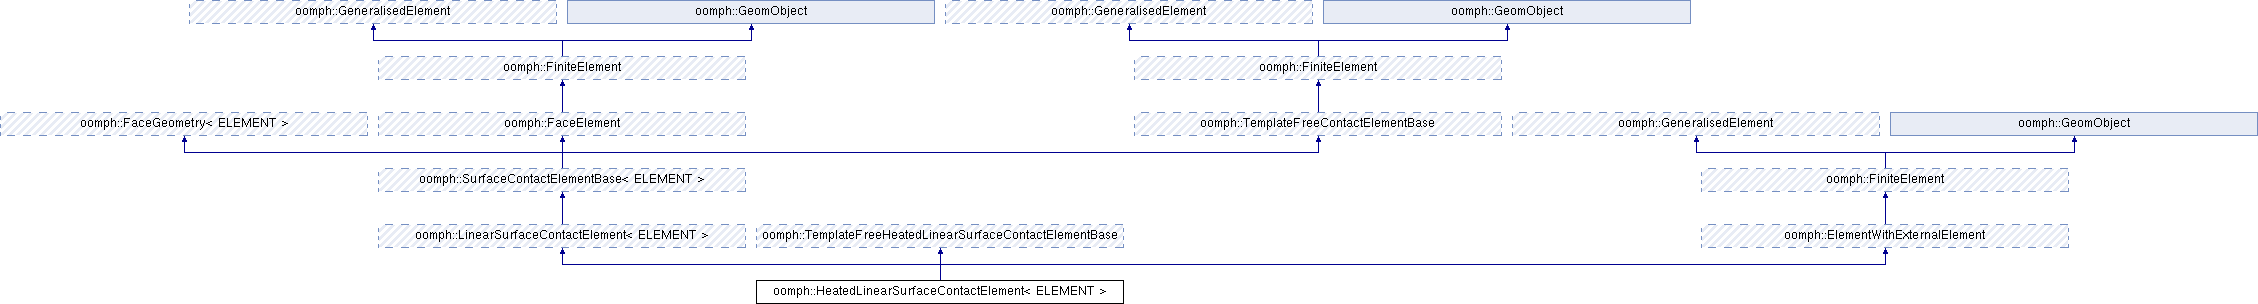 oomph::GeneralisedElement
oomph::GeomObject
oomph::GeneralisedElement
oomph::GeomObject
oomph::FiniteElement
oomph::FiniteElement
oomph::FaceGeometry< ELEMENT >
oomph::FaceElement
oomph::TemplateFreeContactElementBase
oomph::GeneralisedElement
oomph::GeomObject
oomph::SurfaceContactElementBase< ELEMENT >
oomph::FiniteElement
oomph::LinearSurfaceContactElement< ELEMENT >
oomph::TemplateFreeHeatedLinearSurfaceContactElementBase
oomph::ElementWithExternalElement
oomph::HeatedLinearSurfaceContactElement< ELEMENT >